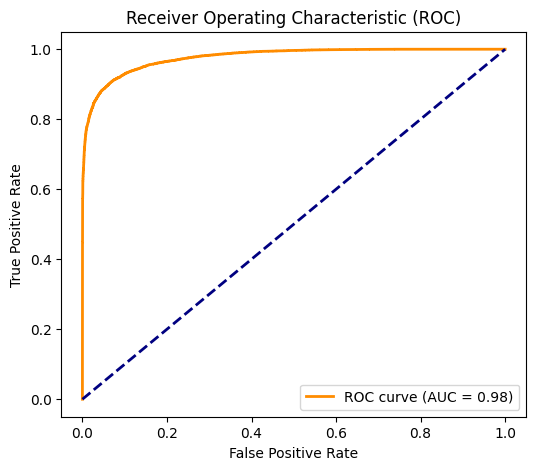 Receiver Operating Characteristic (ROC)
True Positive Rate
1.0
0.8
0.6
0.4
0.2
0.0
ROC curve (AUC = 0.98)
0.0 0.2 0.4 0.6 0.8 1.0
False Positive Rate